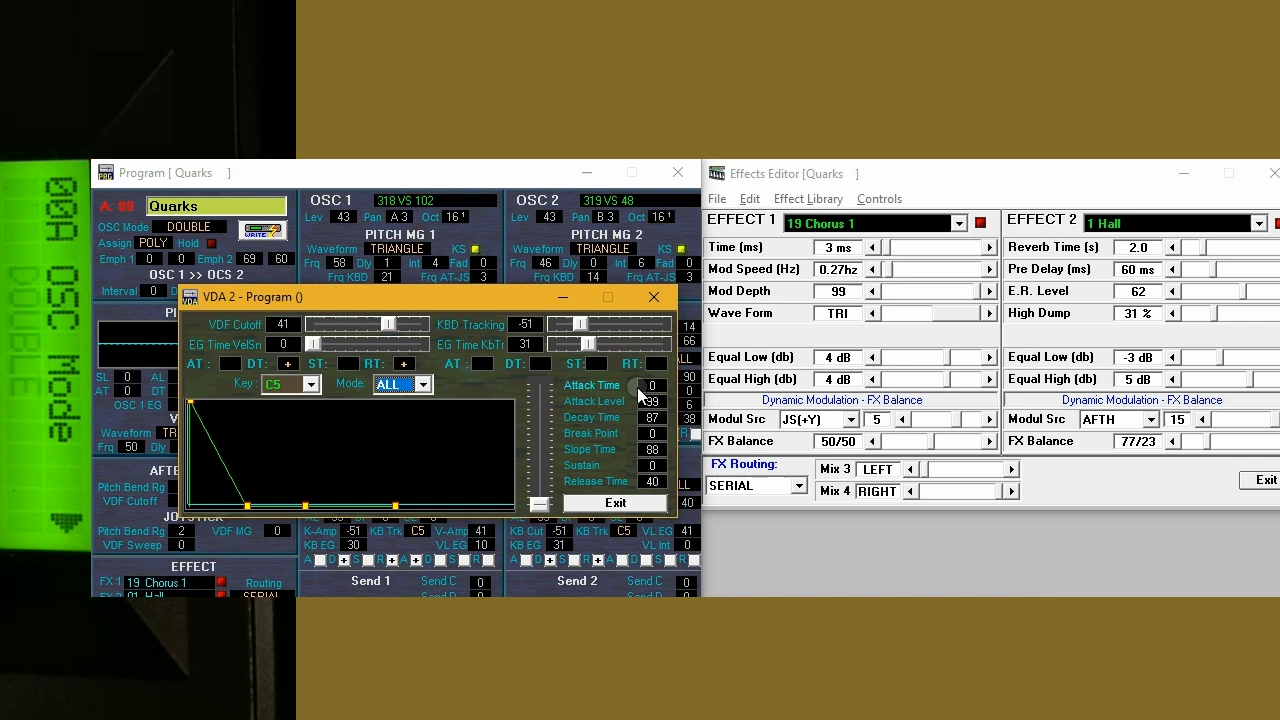 00A OSC Mode
DOUBLE
Program [ Quarks ]
A: 00 Quarks
OSC Mode DOUBLE
WRITE
Assign POLY Hold
Emph 1 0 0 Emph 2 69 60
OSC 1 >> OCS 2
Interval 0
SL 0 AL
AT 0 DT
OSC 1 EG
Waveform TR
Frq 50 Dly
Pitch Bend Rg
VDF Cutoff
Pitch Bend Rg 2 VDF MG 0
VDF Sweep 0
EFFECT
FX 1 19 Chorus 1 Routing
01 Hall SERIAL
OSC 1 318 VS 102
Lev 43 Pan A 3 Oct 16'
PITCH MG 1
Waveform TRIANGLE KS
Frq 58 Dly 1 Int 4 Fad 0
Frq KBD 21 Frq AT-JS 3
OSC 2 319 VS 48
Lev 43 Pan B 3 Oct 16'
PITCH MG 2
Waveform TRIANGLE KS
Frq 46 Dly 0 Int 6 Fad 0
Frq KBD 14 Frq AT-JS 3
VDA 2 - Program ()
VDF Cutoff 41 KBD Tracking -51
EG Time VelSn 0 EG Time KbTr 31
AT : DT: + ST: RT: + AT : DT: ST: RT:
Key : C5 Mode: ALL
Attack Time 0
Attack Level 99
Decay Time 87
Break Point 0
Slope Time 88
Sustain 0
Release Time 40
Exit
K-Amp -51 KB Trk C5 V-Amp 41
KB EG 30 VL EG 10
A D + S R + A + D S R
Send 1 Send C 0
Send D
KB Cut -51 KB Trk C5 VL EG 41
KB EG 31 VL Int 0
A D + S R + A D S R
Send 2 Send C 0
Send D
Effects Editor [Quarks ]
File Edit Effect Library Controls
EFFECT 1 19 Chorus 1
Time (ms) 3 ms
Mod Speed (Hz) 0.27hz
Mod Depth 99
Wave Form TRI
Equal Low (db) 4 dB
Equal High (db) 4 dB
Dynamic Modulation - FX Balance
Modul Src JS(+Y) 5
FX Balance 50/50
EFFECT 2 1 Hall
Reverb Time (s) 2.0
Pre Delay (ms) 60 ms
E.R. Level 62
High Dump 31 %
Equal Low (db) -3 dB
Equal High (db) 5 dB
Dynamic Modulation - FX Balance
Modul Src AFTH 15
FX Balance 77/23
FX Routing:
SERIAL
Mix 3 LEFT
Mix 4 RIGHT
Exit